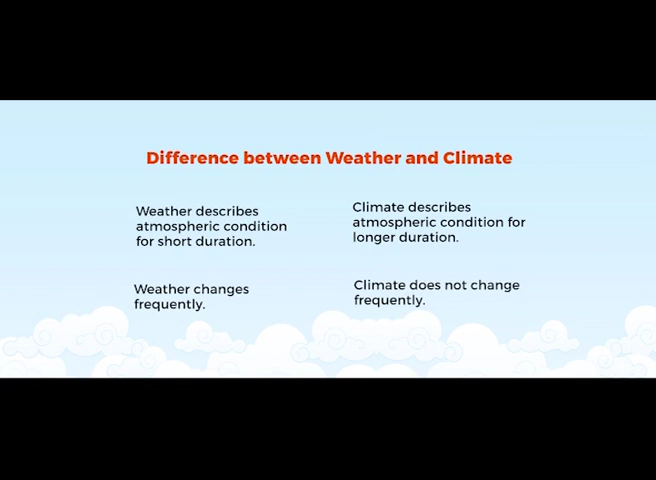 Difference between Weather and Climate
Weather describes
atmospheric condition
for short duration.
Climate describes
atmospheric condition for
longer duration.
Weather changes
frequently.
Climate does not change
frequently.